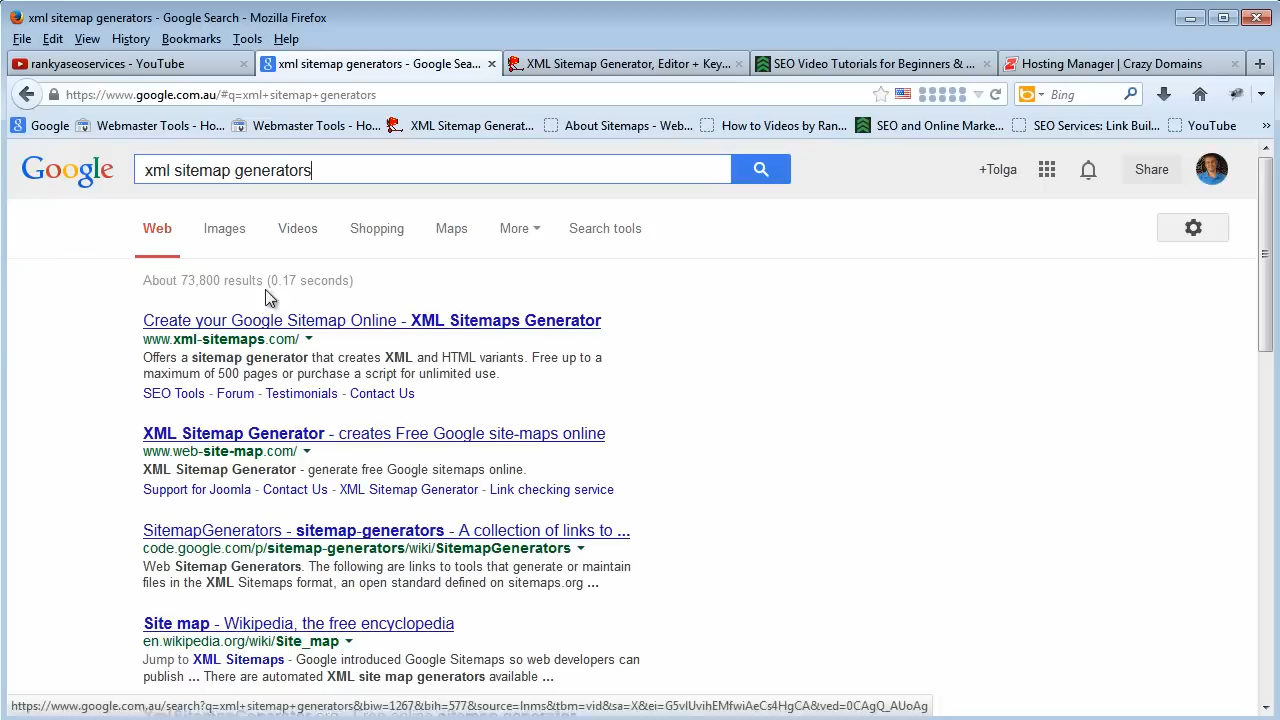 xml sitemap generators - Google Search - Mozilla Firefox
File Edit View History Bookmarks Tools Help
rankyaseoservices - YouTube
xml sitemap generators - Google Sea...
XML Sitemap Generator, Editor + Key...
SEO Video Tutorials for Beginners & ...
Hosting Manager | Crazy Domains
https://www.google.com.au/#q=xml+sitemap+generators
Bing
Google
Webmaster Tools - Ho...
Webmaster Tools - Ho...
XML Sitemap Generat...
About Sitemaps - Web...
How to Videos by Ran...
SEO and Online Marke...
SEO Services: Link Buil...
YouTube
Google
xml sitemap generators
+Tolga
Share
Web Images Videos Shopping Maps More Search tools
About 73,800 results (0.17 seconds)
Create your Google Sitemap Online - XML Sitemaps Generator
www.xml-sitemaps.com/
Offers a sitemap generator that creates XML and HTML variants. Free up to a
maximum of 500 pages or purchase a script for unlimited use.
SEO Tools - Forum - Testimonials - Contact Us
XML Sitemap Generator - creates Free Google site-maps online
www.web-site-map.com/
XML Sitemap Generator - generate free Google sitemaps online.
Support for Joomla - Contact Us - XML Sitemap Generator - Link checking service
SitemapGenerators - sitemap-generators - A collection of links to ...
code.google.com/p/sitemap-generators/wiki/SitemapGenerators
Web Sitemap Generators. The following are links to tools that generate or maintain
files in the XML Sitemaps format, an open standard defined on sitemaps.org ...
Site map - Wikipedia, the free encyclopedia
en.wikipedia.org/wiki/Site_map
Jump to XML Sitemaps - Google introduced Google Sitemaps so web developers can
publish ... There are automated XML site map generators available ...
https://www.google.com.au/search?q=xml+sitemap+generators&biw=1267&bih=577&source=lnms&tbm=vid&sa=X&ei=G5vIUvihEMfwiAeCs4HgCA&ved=0CAgQ_AUoAg